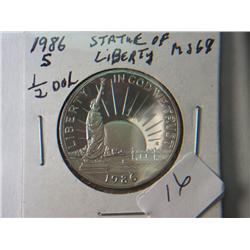 1986 STATUE OF MS68
S LIBERTY
1/2 DOL
LIBERTY IN GOD WE TRUST
1986
16